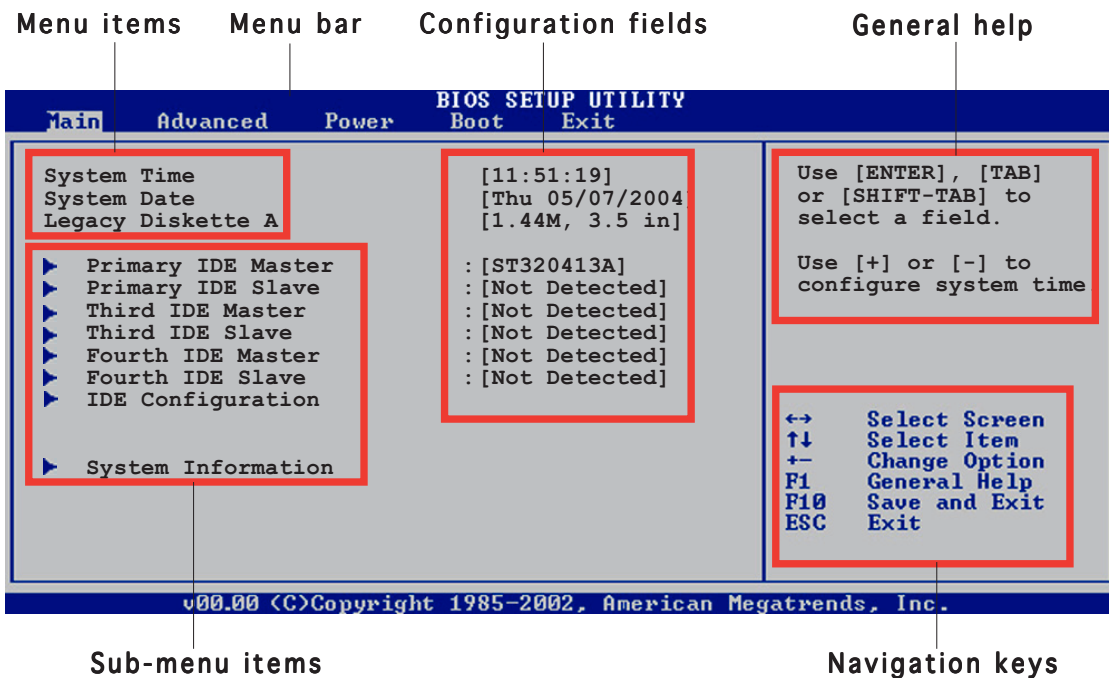 Menu items Menu bar Configuration fields General help
BIOS SETUP UTILITY
Main Advanced Power Boot Exit
System Time [11:51:19]
System Date [Thu 05/07/2004]
Legacy Diskette A [1.44M, 3.5 in]
Primary IDE Master :[ST320413A]
Primary IDE Slave :[Not Detected]
Third IDE Master :[Not Detected]
Third IDE Slave :[Not Detected]
Fourth IDE Master :[Not Detected]
Fourth IDE Slave :[Not Detected]
IDE Configuration
System Information
Use [ENTER], [TAB]
or [SHIFT-TAB] to
select a field.
Use [+] or [-] to
configure system time
←→ Select Screen
↑↓ Select Item
+- Change Option
F1 General Help
F10 Save and Exit
ESC Exit
v00.00 (C)Copyright 1985-2002, American Megatrends, Inc.
Sub-menu items Navigation keys